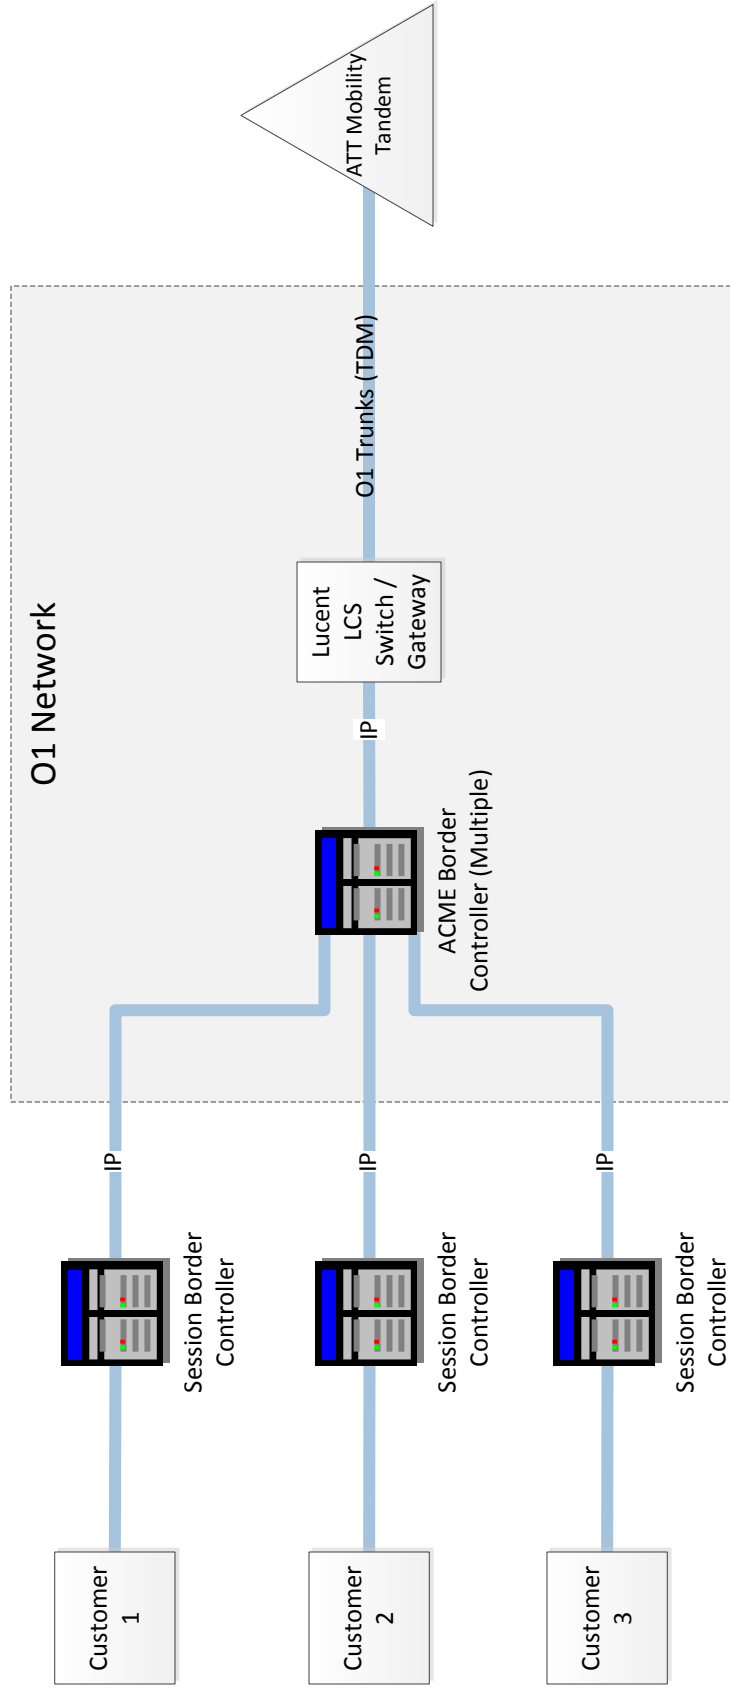 O1 Network
Customer
1
Session Border
Controller
IP
Customer
2
Session Border
Controller
IP
Customer
3
Session Border
Controller
IP
ACME Border
Controller (Multiple)
IP
Lucent
LCS
Switch /
Gateway
O1 Trunks (TDM)
ATT Mobility
Tandem